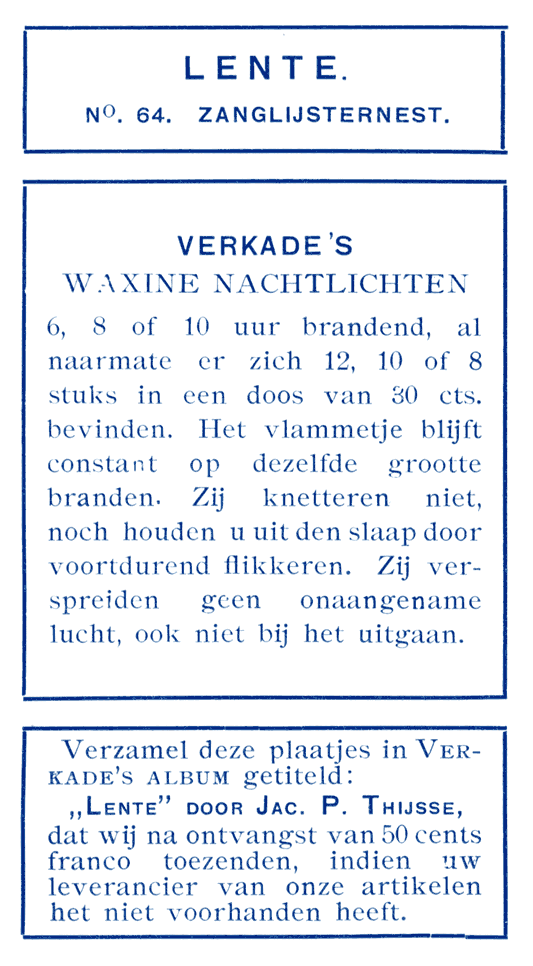 LENTE.
NO. 64. ZANGLIJSTERNEST.
VERKADE'S
WAXINE NACHTLICHTEN
6, 8 of 10 uur brandend, al
naarmate er zich 12, 10 of 8
stuks in een doos van 30 cts.
bevinden. Het vlammetje blijft
constant op dezelfde grootte
branden. Zij knetteren niet,
noch houden u uit den slaap door
voortdurend flikkeren. Zij ver-
spreiden geen onaangename
lucht, ook niet bij het uitgaan.
Verzamel deze plaatjes in VER-
KADE'S ALBUM getiteld:
„LENTE” DOOR JAC. P. THIJSSE,
dat wij na ontvangst van 50 cents
franco toezenden, indien uw
leverancier van onze artikelen
het niet voorhanden heeft.